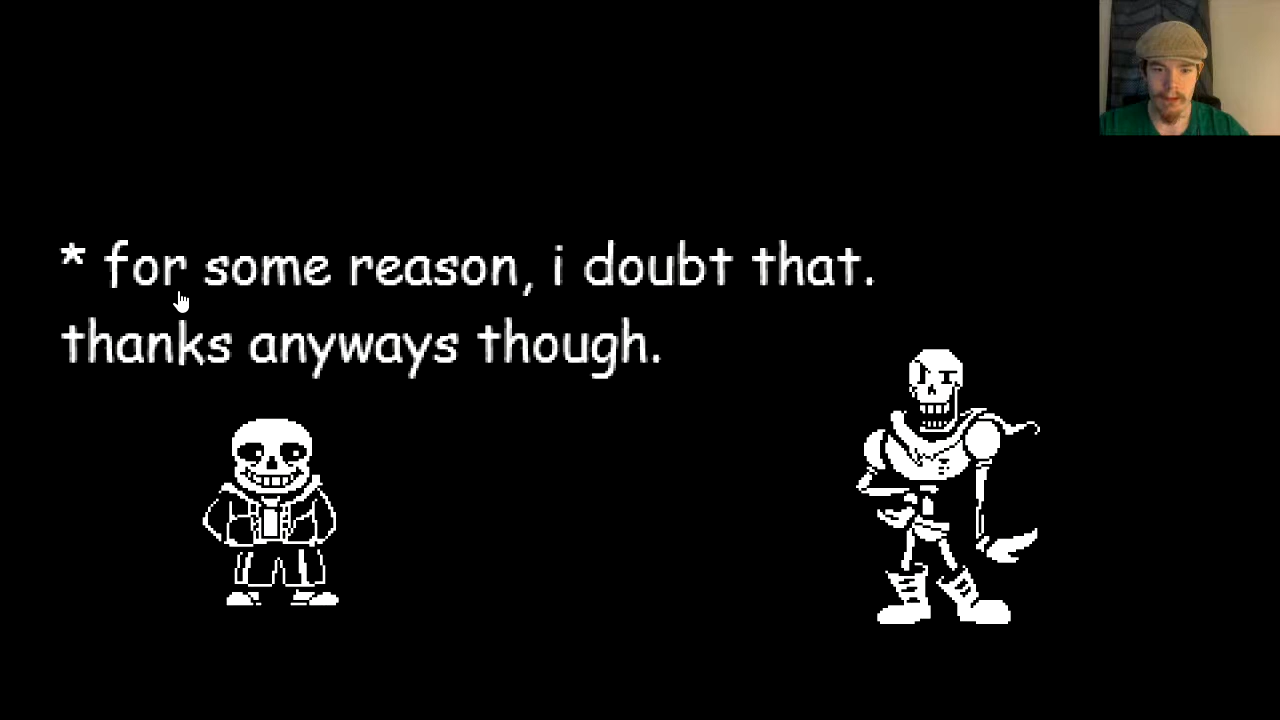 * for some reason, i doubt that.
thanks anyways though.